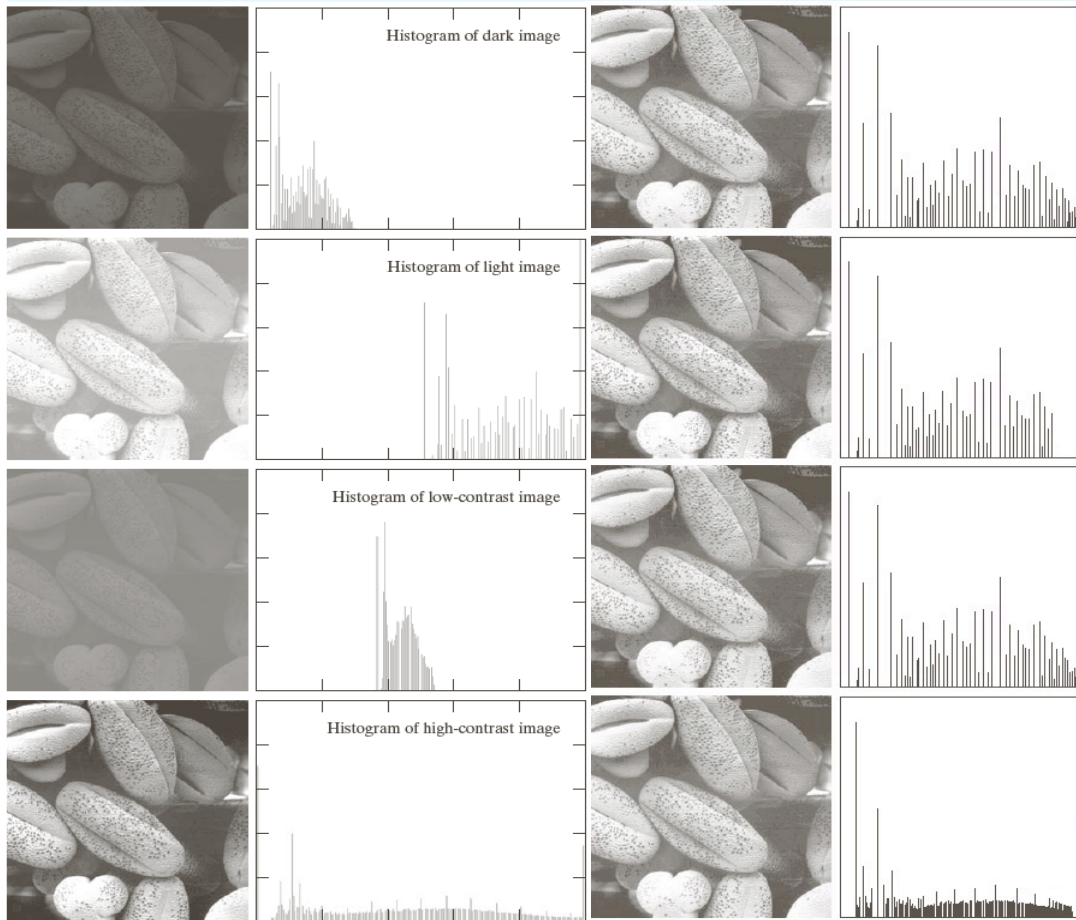 Histogram of dark image
Histogram of light image
Histogram of low-contrast image
Histogram of high-contrast image